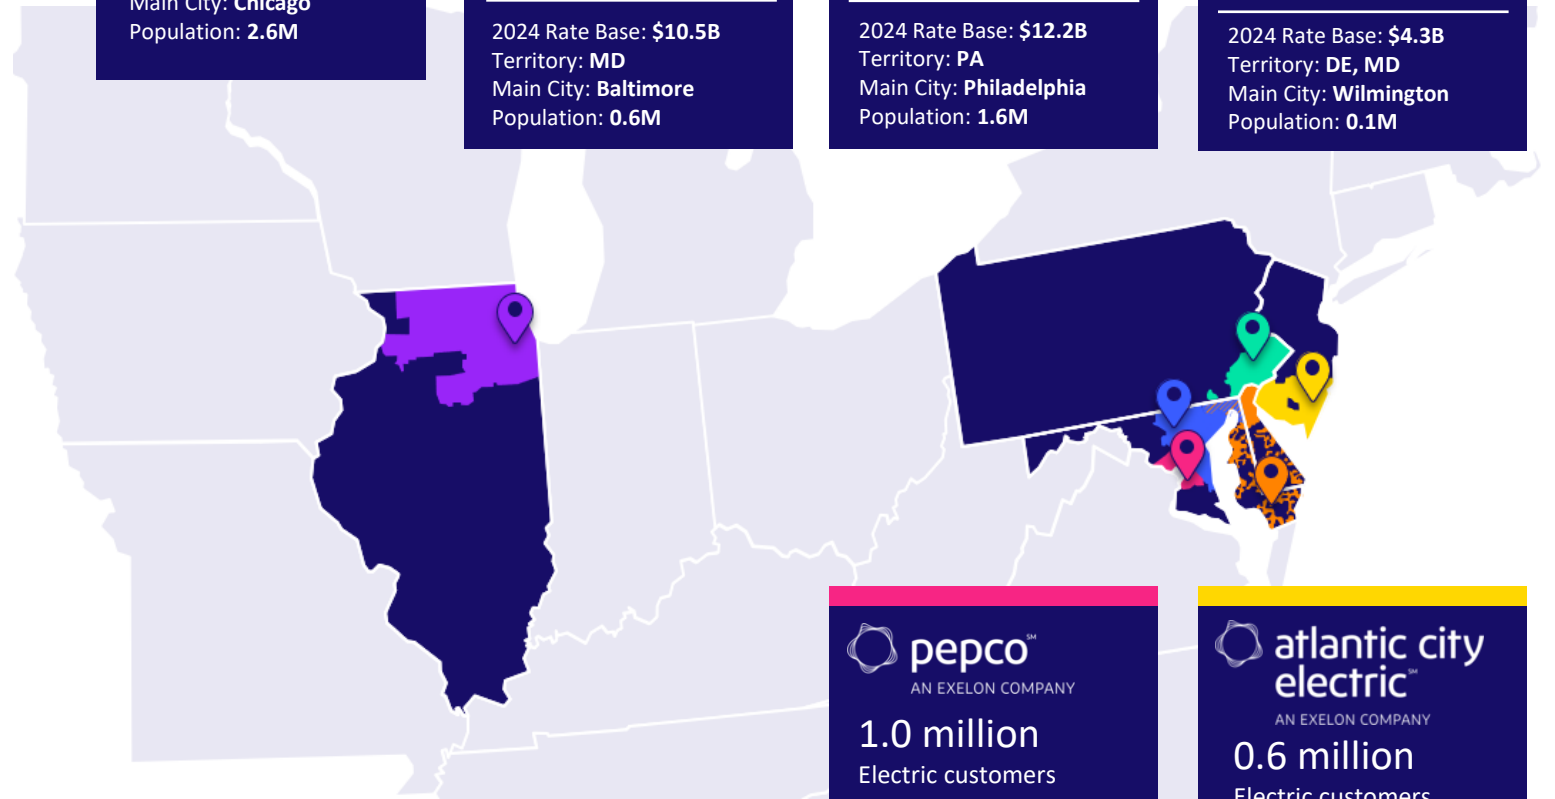 Main City: Chicago
Population: 2.6M
2024 Rate Base: $10.5B
Territory: MD
Main City: Baltimore
Population: 0.6M
2024 Rate Base: $12.2B
Territory: PA
Main City: Philadelphia
Population: 1.6M
2024 Rate Base: $4.3B
Territory: DE, MD
Main City: Wilmington
Population: 0.1M
pepco℠
AN EXELON COMPANY
1.0 million
Electric customers
atlantic city
electric℠
AN EXELON COMPANY
0.6 million
Electric customers